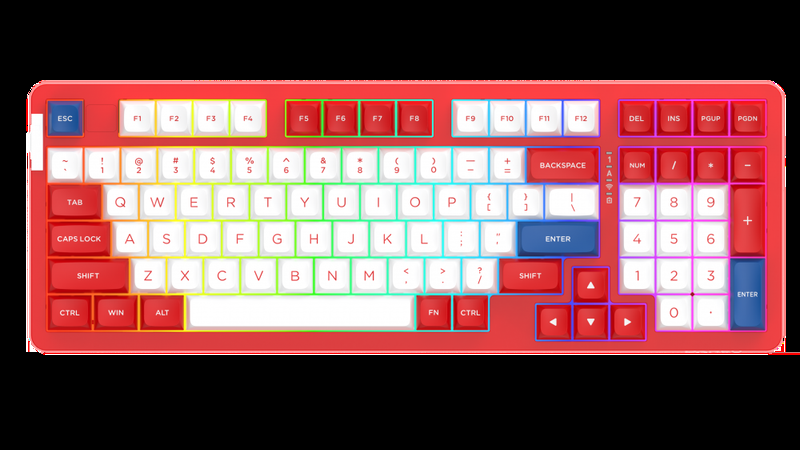 ESC F1 F2 F3 F4 F5 F6 F7 F8 F9 F10 F11 F12 DEL INS PGUP PGDN
~ ! @ # $ % ^ & * ( ) — +
` 1 2 3 4 5 6 7 8 9 0 - = BACKSPACE NUM / * −
TAB Q W E R T Y U I O P { [ } ] | \ 7 8 9 +
CAPS LOCK A S D F G H J K L : ; " ' ENTER 4 5 6
SHIFT Z X C V B N M < , > . ? / SHIFT ▲ 1 2 3 ENTER
CTRL WIN ALT FN CTRL ◀ ▼ ▶ 0 .
1
A